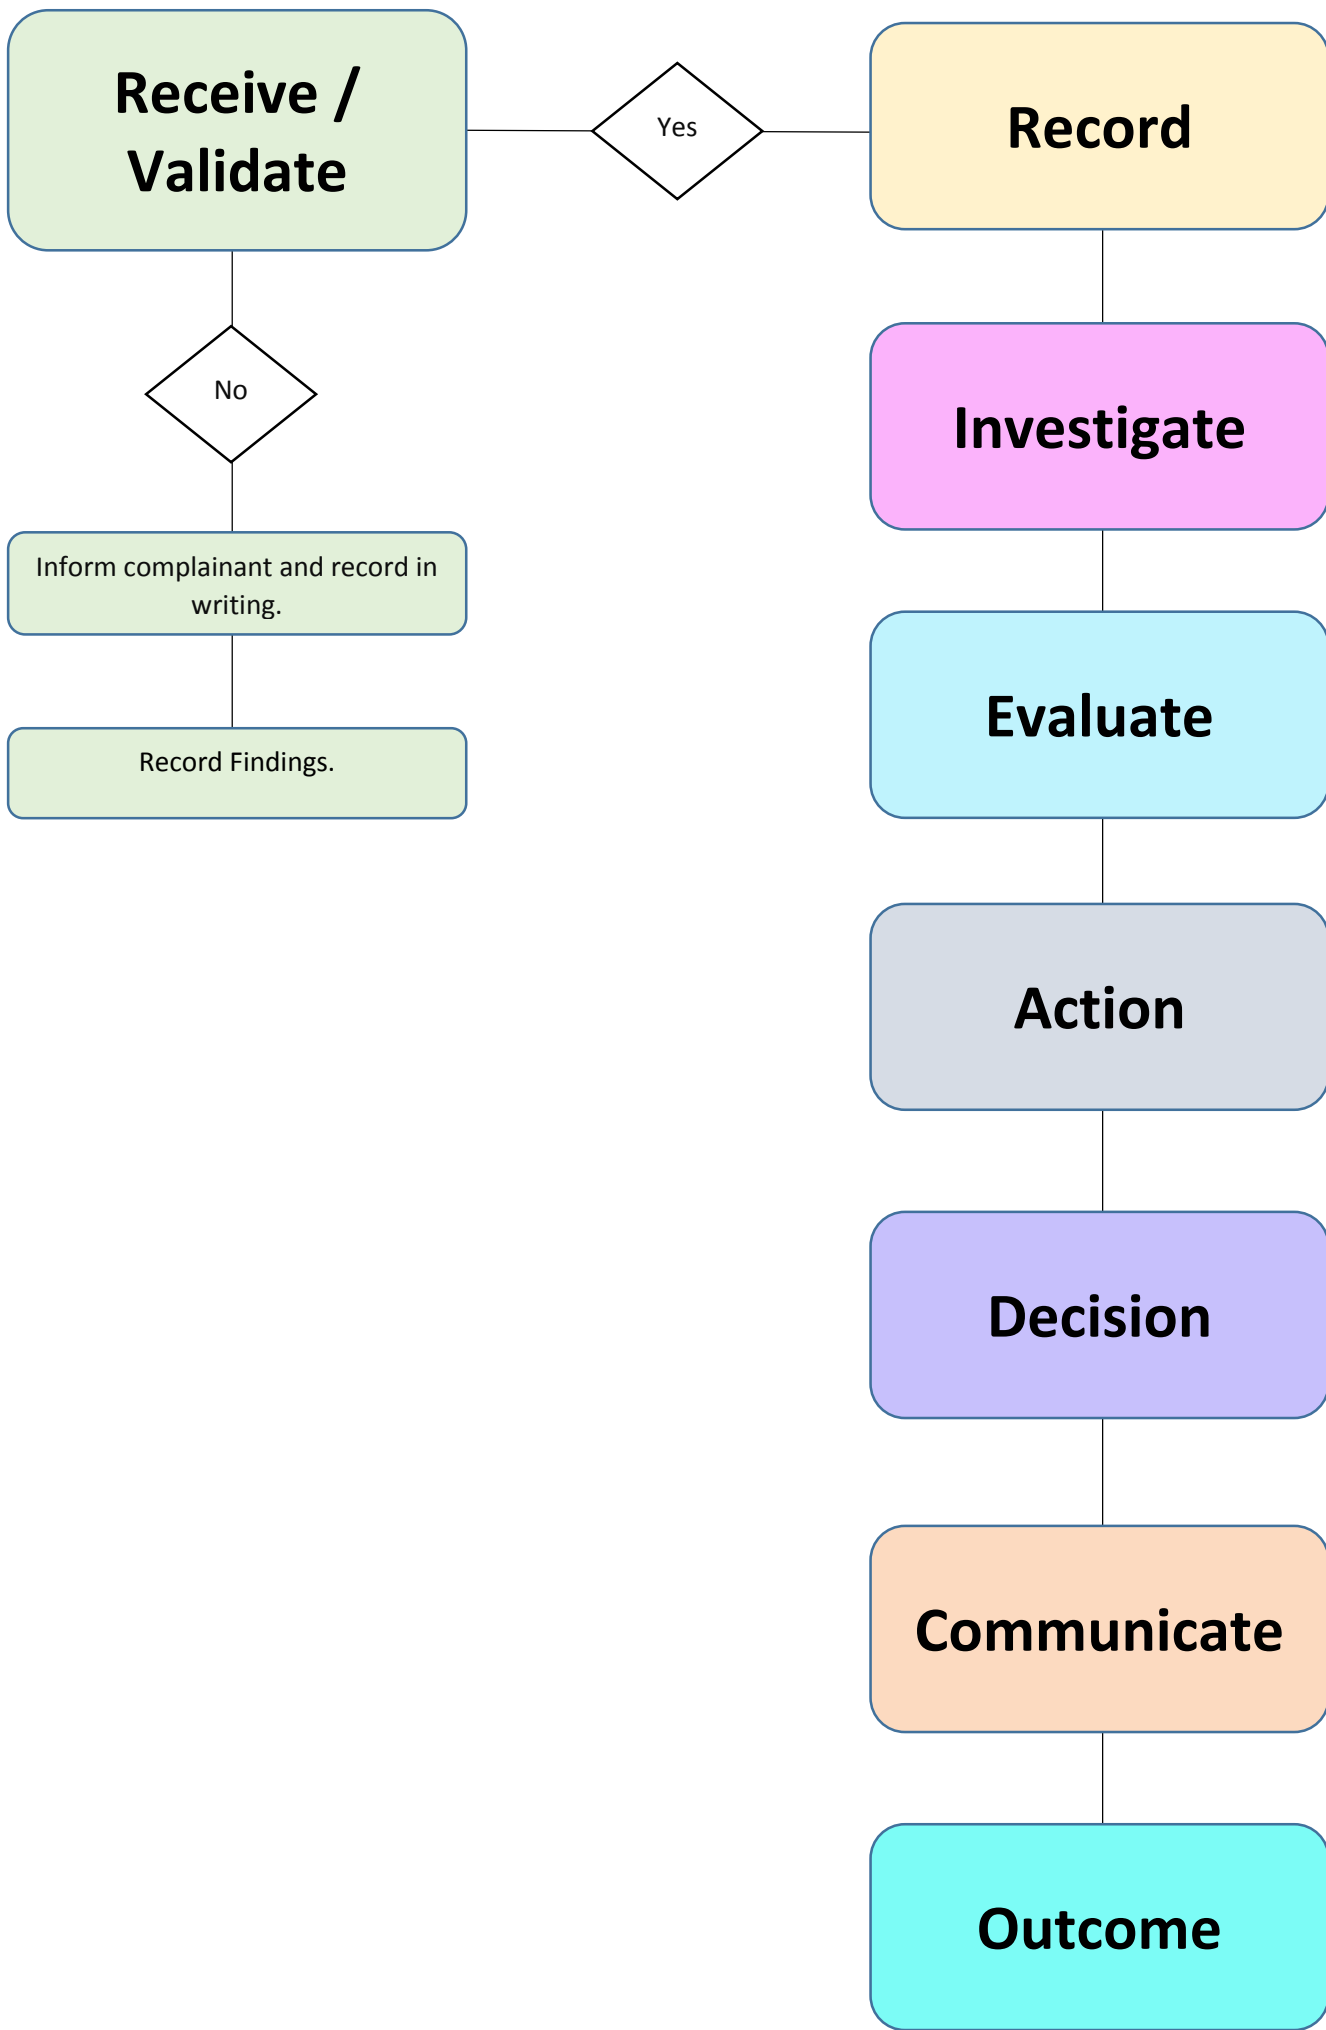 Receive /
Validate
Yes
Record
No
Investigate
Inform complainant and record in
writing.
Evaluate
Record Findings.
Action
Decision
Communicate
Outcome